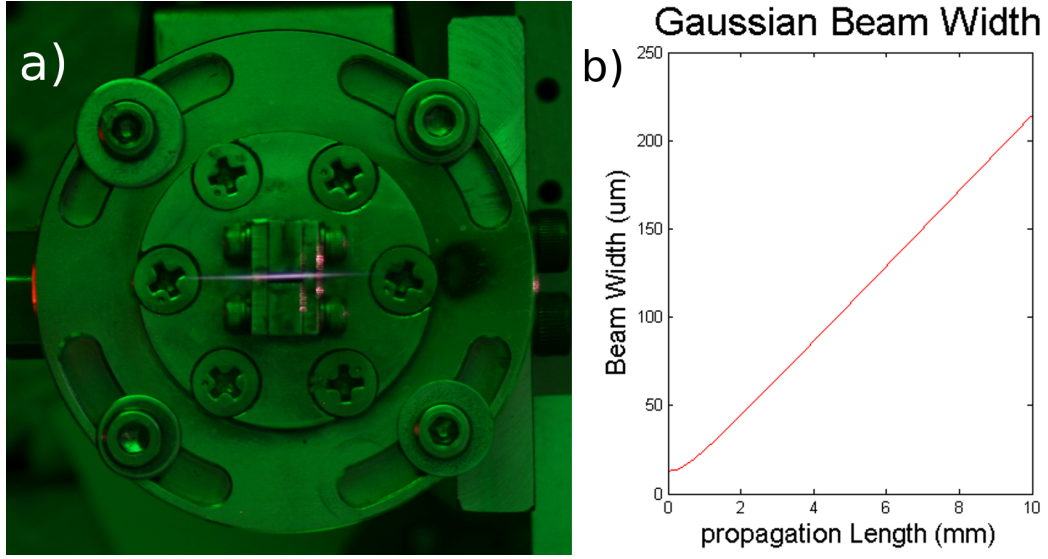 a)
b)
Gaussian Beam Width
250
200
150
100
50
0
Beam Width (um)
0 2 4 6 8 10
propagation Length (mm)